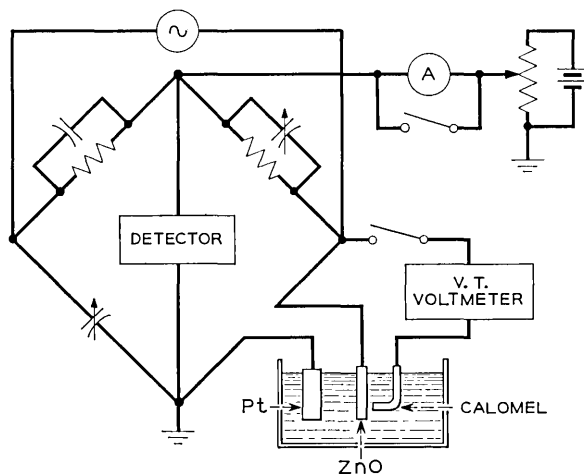 A
DETECTOR
V. T.
VOLTMETER
Pt
CALOMEL
ZnO